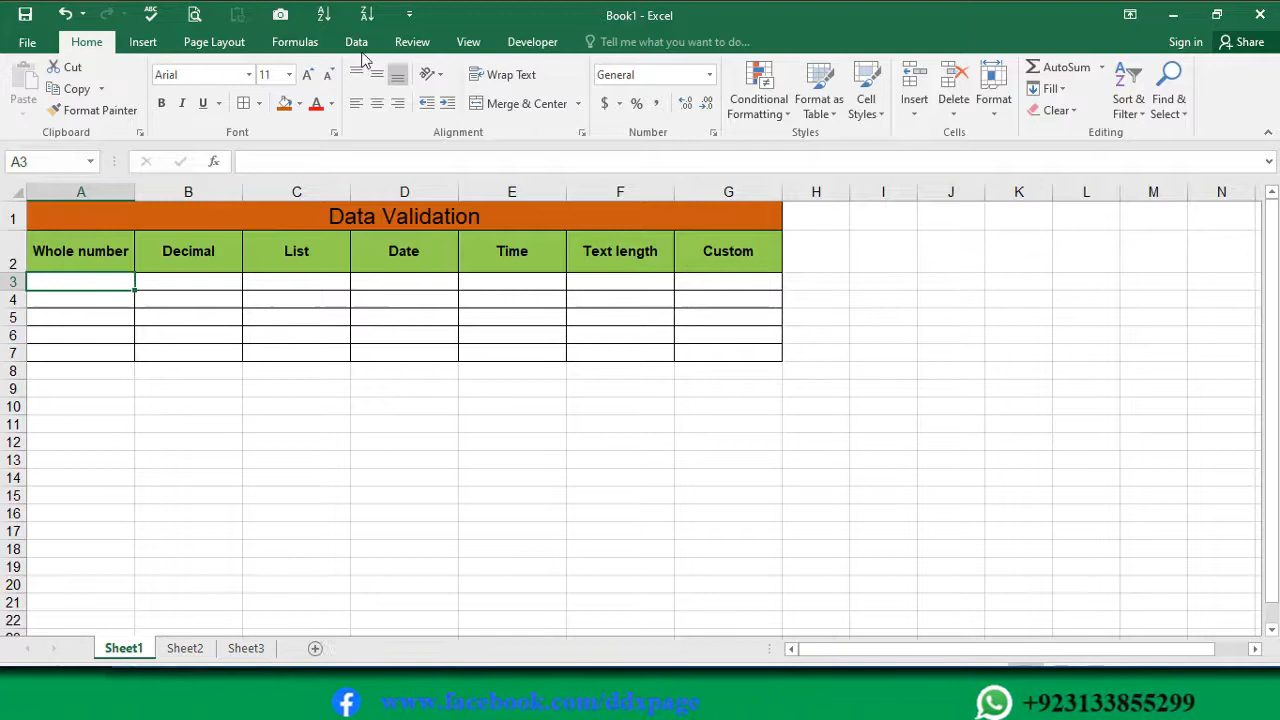 Book1 - Excel
File Home Insert Page Layout Formulas Data Review View Developer Tell me what you want to do... Sign in Share
Paste Cut Copy Format Painter Clipboard
Arial 11 B I U A A A Font
Wrap Text Merge & Center Alignment
General $ % , Number
Conditional Formatting Format as Table Cell Styles Styles
Insert Delete Format Cells
AutoSum Fill Clear Sort & Filter Find & Select Editing
A3 fx
A B C D E F G H I J K L M N
1 Data Validation
2 Whole number Decimal List Date Time Text length Custom
3
4
5
6
7
8
9
10
11
12
13
14
15
16
17
18
19
20
21
22
Sheet1 Sheet2 Sheet3
www.facebook.com/ddxpage +923133855299